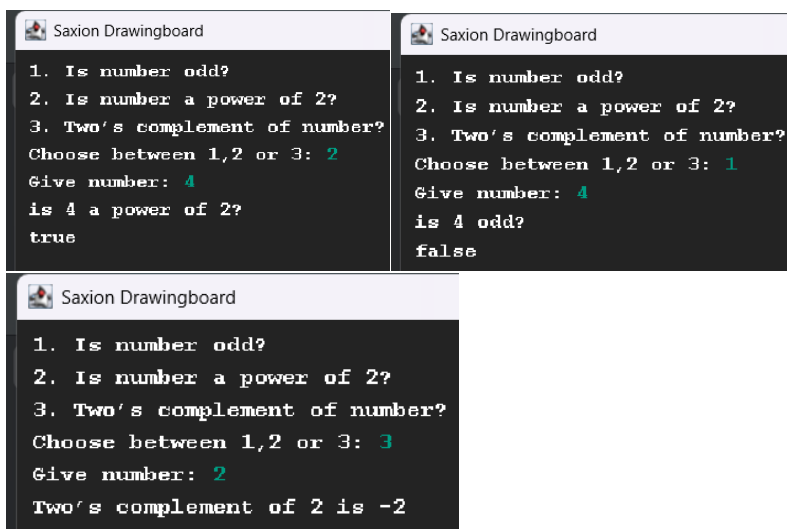 Saxion Drawingboard
1. Is number odd?
2. Is number a power of 2?
3. Two's complement of number?
Choose between 1,2 or 3: 2
Give number: 4
is 4 a power of 2?
true
Saxion Drawingboard
1. Is number odd?
2. Is number a power of 2?
3. Two's complement of number?
Choose between 1,2 or 3: 1
Give number: 4
is 4 odd?
false
Saxion Drawingboard
1. Is number odd?
2. Is number a power of 2?
3. Two's complement of number?
Choose between 1,2 or 3: 3
Give number: 2
Two's complement of 2 is -2